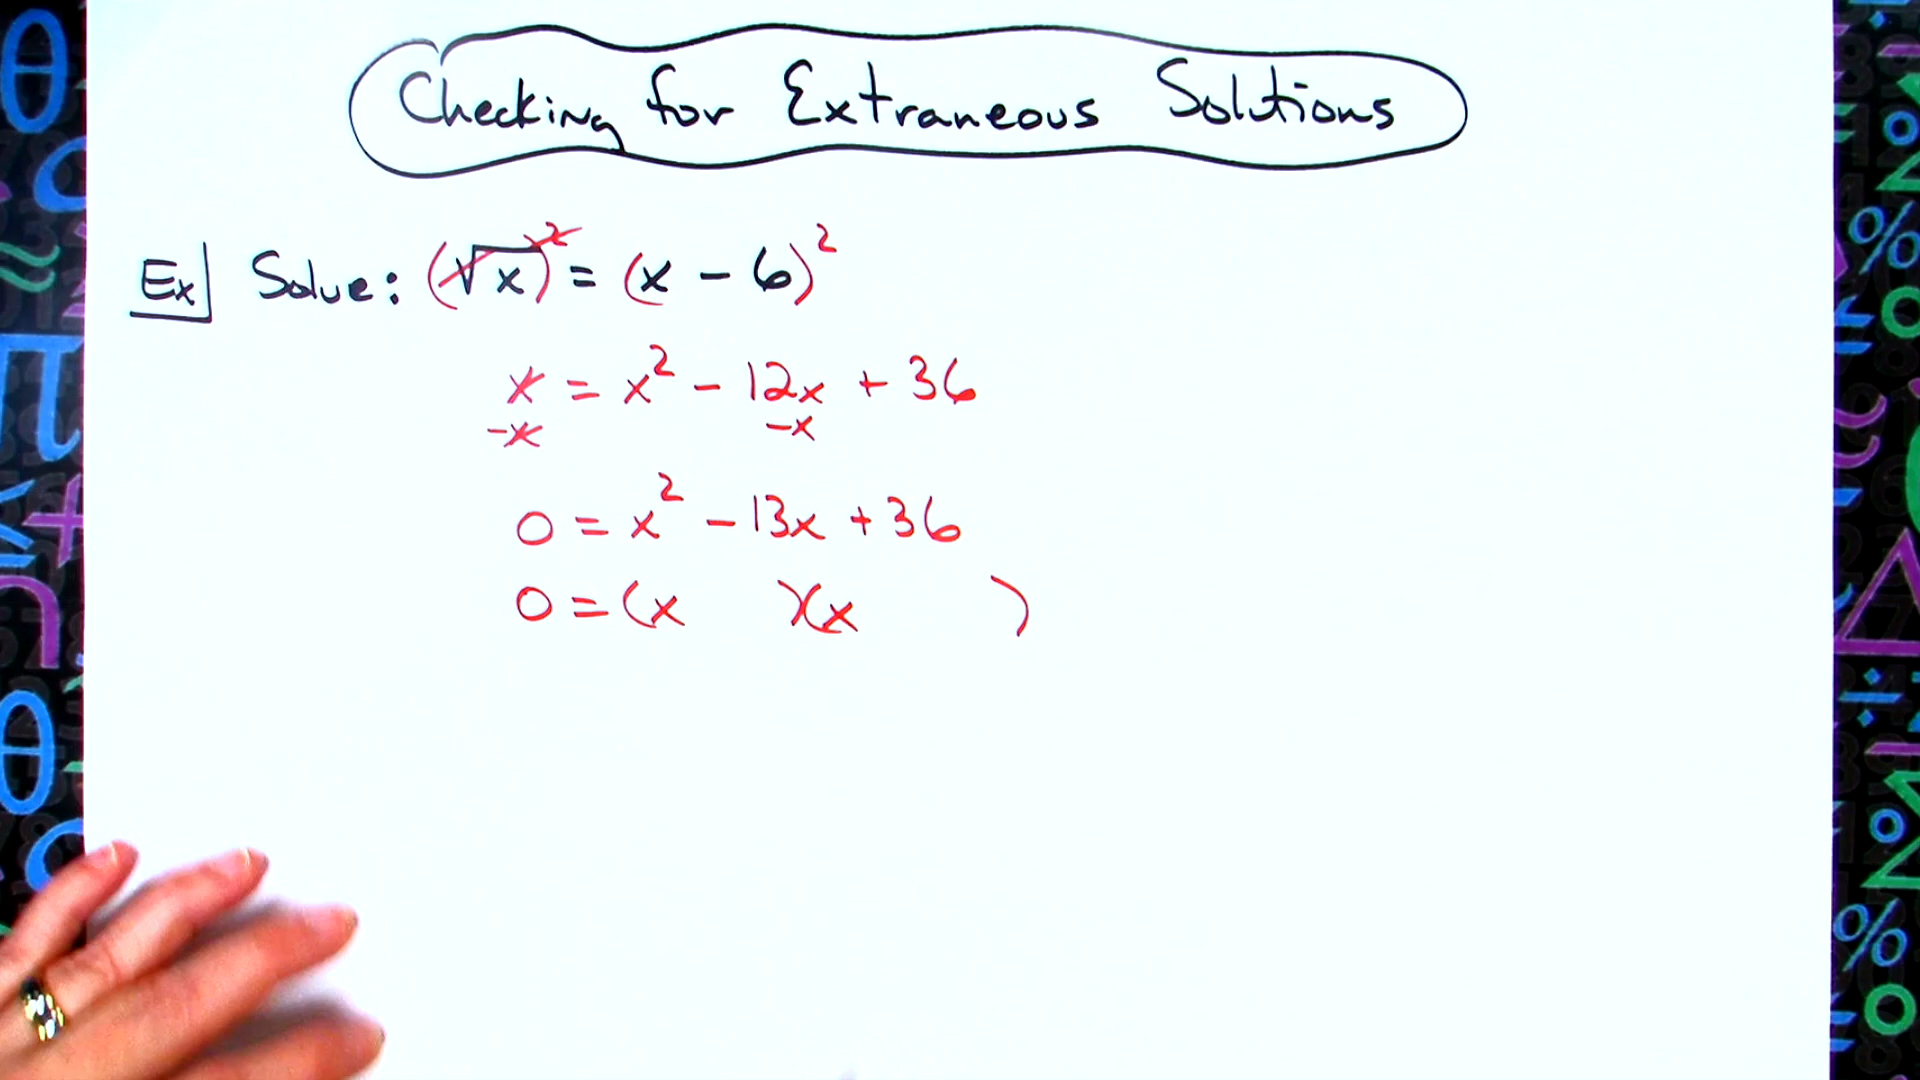 Checking for Extraneous Solutions
Ex Solve: (√x)² = (x - 6)²
x = x² - 12x + 36
-x -x
0 = x² - 13x + 36
0 = (x )(x )